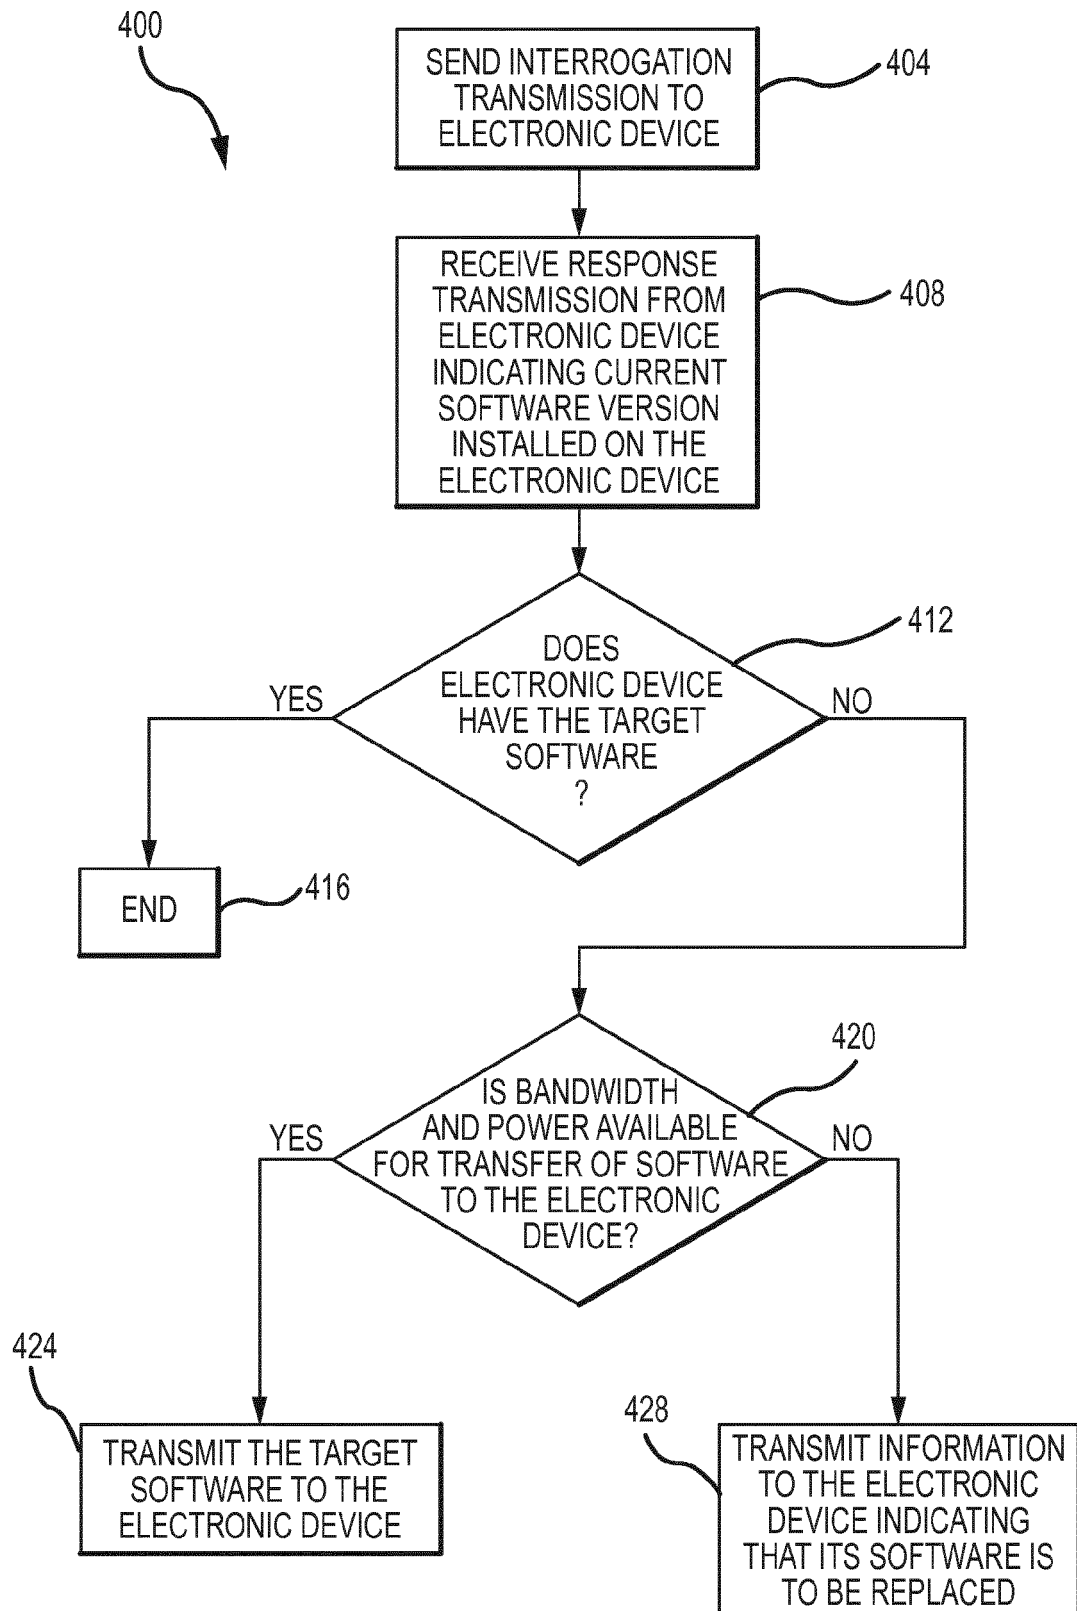 400
SEND INTERROGATION
TRANSMISSION TO
ELECTRONIC DEVICE
404
RECEIVE RESPONSE
TRANSMISSION FROM
ELECTRONIC DEVICE
INDICATING CURRENT
SOFTWARE VERSION
INSTALLED ON THE
ELECTRONIC DEVICE
408
DOES
ELECTRONIC DEVICE
HAVE THE TARGET
SOFTWARE
?
412
YES
NO
END
416
IS BANDWIDTH
AND POWER AVAILABLE
FOR TRANSFER OF SOFTWARE
TO THE ELECTRONIC
DEVICE?
420
YES
NO
424
TRANSMIT THE TARGET
SOFTWARE TO THE
ELECTRONIC DEVICE
428
TRANSMIT INFORMATION
TO THE ELECTRONIC
DEVICE INDICATING
THAT ITS SOFTWARE IS
TO BE REPLACED